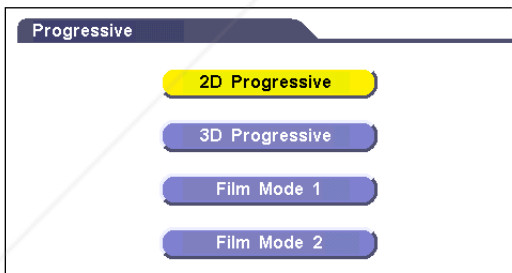 Progressive
2D Progressive
3D Progressive
Film Mode 1
Film Mode 2